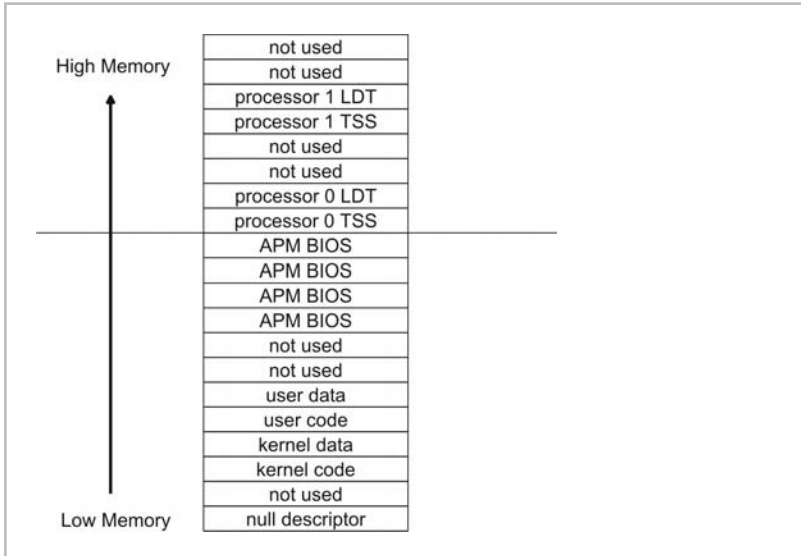 not used
High Memory
not used
processor 1 LDT
processor 1 TSS
not used
not used
processor 0 LDT
processor 0 TSS
APM BIOS
APM BIOS
APM BIOS
APM BIOS
not used
not used
user data
user code
kernel data
kernel code
not used
Low Memory
null descriptor